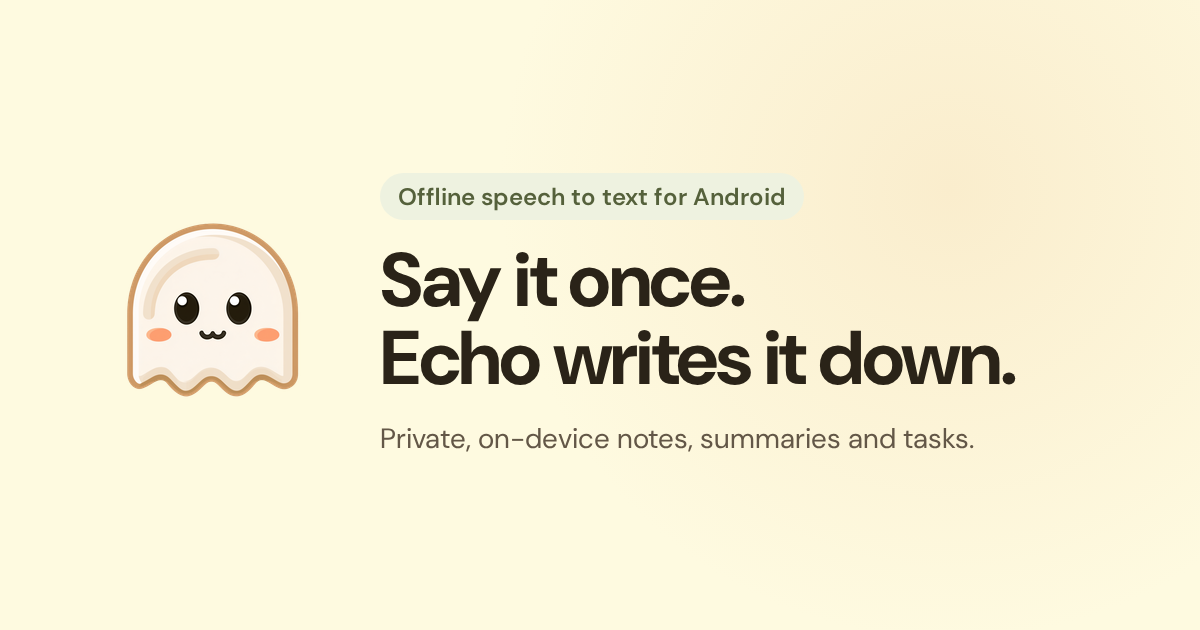 Offline speech to text for Android
Say it once.
Echo writes it down.
Private, on-device notes, summaries and tasks.